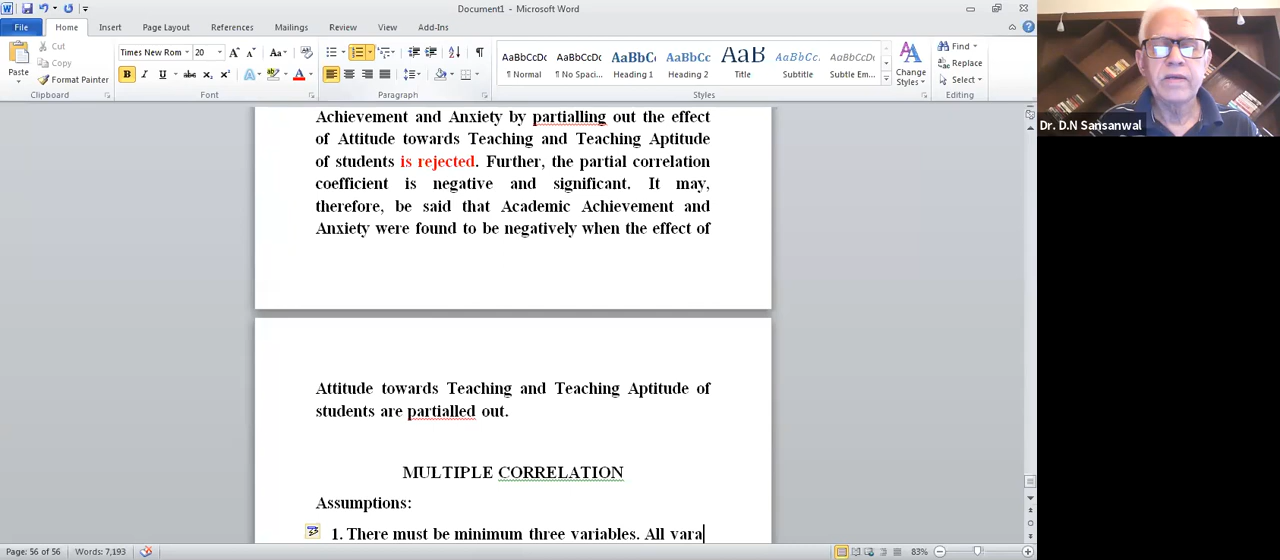 Document1 - Microsoft Word
File Home Insert Page Layout References Mailings Review View Add-Ins
Cut
Copy
Format Painter
Paste
Clipboard
Times New Rom 20
Font
Paragraph
AaBbCcDc AaBbCcDc AaBbCc AaBbCc AaB AaBbCc. AaBbCcDc
¶ Normal ¶ No Spaci... Heading 1 Heading 2 Title Subtitle Subtle Em...
Styles
Change
Styles
Find
Replace
Select
Editing
Dr. D.N Sansanwal
Achievement and Anxiety by partialling out the effect
of Attitude towards Teaching and Teaching Aptitude
of students is rejected. Further, the partial correlation
coefficient is negative and significant. It may,
therefore, be said that Academic Achievement and
Anxiety were found to be negatively when the effect of
Attitude towards Teaching and Teaching Aptitude of
students are partialled out.
MULTIPLE CORRELATION
Assumptions:
1. There must be minimum three variables. All vara
Page: 56 of 56 Words: 7,193 83%